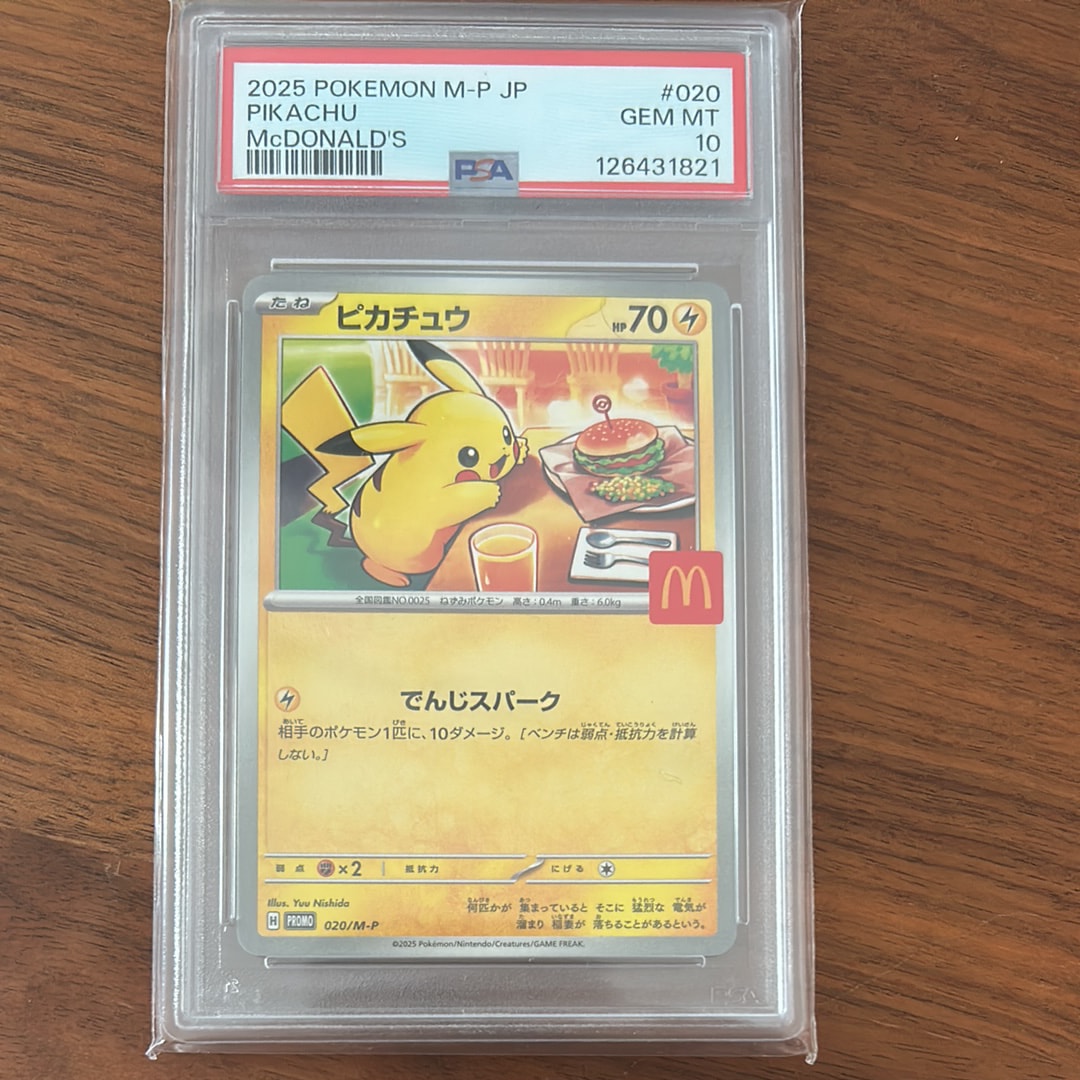 2025 POKEMON M-P JP #020
PIKACHU GEM MT
McDONALD'S 10
PSA 126431821
たね ピカチュウ HP 70
全国図鑑NO.0025 ねずみポケモン 高さ:0.4m 重さ:6.0kg
でんじスパーク
相手のポケモン1匹に、10ダメージ。[ベンチは弱点・抵抗力を計算
しない。]
弱点 ×2 抵抗力 にげる
Illus. Yuu Nishida
何匹かが 集まっていると そこに 猛烈な 電気が
H PROMO 020/M-P
溜まり 稲妻が 落ちることがあるという。
©2025 Pokémon/Nintendo/Creatures/GAME FREAK.
PSA